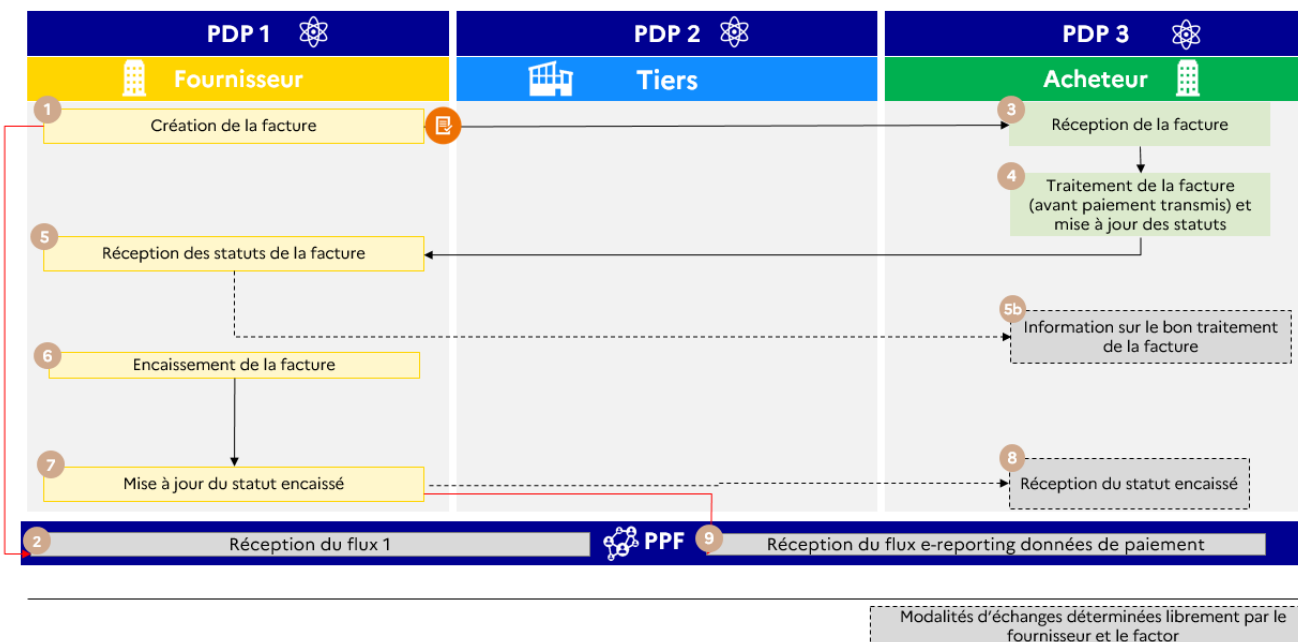 PDP 1
PDP 2
PDP 3
Fournisseur
Tiers
Acheteur
1
Création de la facture
3
Réception de la facture
4
Traitement de la facture
(avant paiement transmis) et
mise à jour des statuts
5
Réception des statuts de la facture
5b
Information sur le bon traitement
de la facture
6
Encaissement de la facture
7
Mise à jour du statut encaissé
8
Réception du statut encaissé
2
Réception du flux 1
PPF
9
Réception du flux e-reporting données de paiement
Modalités d'échanges déterminées librement par le
fournisseur et le factor